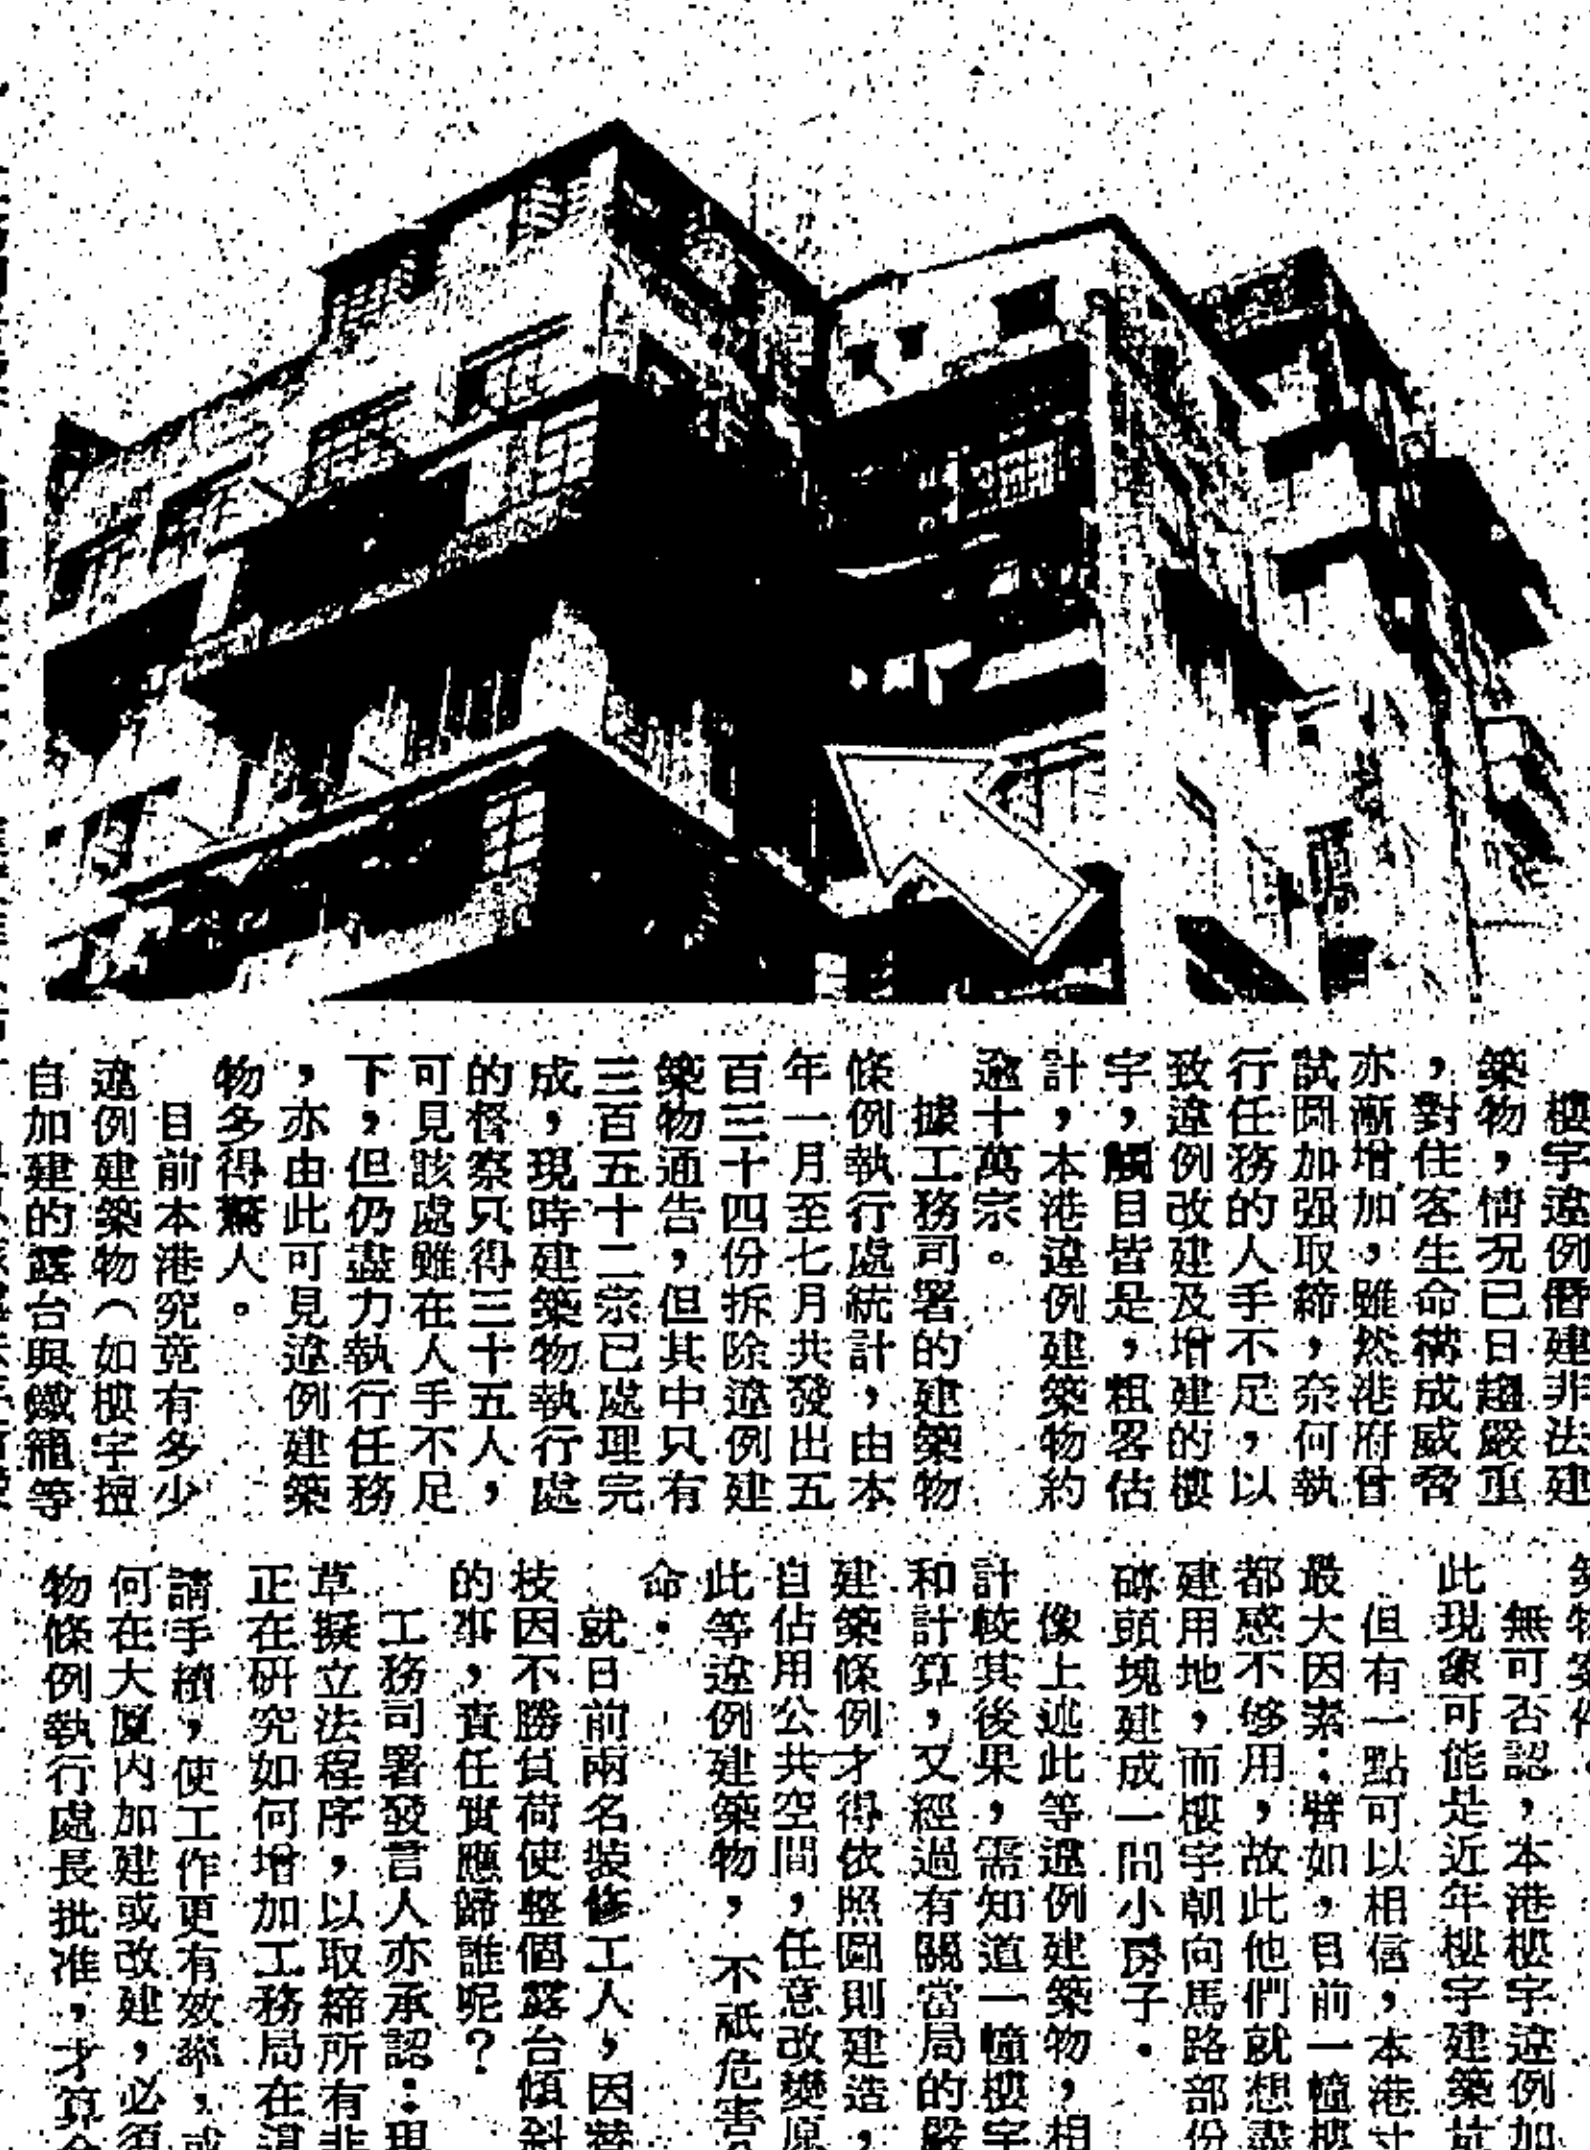 樓宇違例僭建非法建
築物，情況已日趨嚴重
，對住客生命構成威脅
亦漸增加，雖然港府曾
試圖加强取締，奈何執
行任務的人手不足，以
致違例改建及增建的樓
宇，觸目皆是，粗畧估
計，本港違例建築物約
逾十萬宗。
據工務司署的建築物
條例執行處統計，由本
年一月至七月共發出五
百三十四份拆除違例建
築物通告，但其中只有
三百五十二宗已處理完
成，現時建築物執行處
的督察只得三十五人，
可見該處雖在人手不足
下，但仍盡力執行任務
，亦由此可見違例建築
物多得驚人。
目前本港究竟有多少
違例建築物（如樓宇擅
自加建的露台與鐵籠等
築物案件。
無可否認，本港樓宇違例加
此現象可能是近年樓宇建築
但有一點可以相信，本港寸
最大因素：譬如，目前一幢樓
都感不够用，故此他們就想盡
建用地，而樓宇朝向馬路部份
磚頭塊建成一間小房子．
像上述此等違例建築物，相
計較其後果，需知道一幢樓宇
和計算，又經過有關當局的嚴
建築條例才得依照圖則建造，
自佔用公共空間，任意改變原
此等違例建築物，不祇危害
命．
就日前兩名裝修工人，因替
枝因不勝負荷使整個露台傾斜
的事，責任實應歸誰呢？
工務司署發言人亦承認：現
草擬立法程序，以取締所有非
正在研究如何增加工務局在
請手續，使工作更有效率，或
何在大廈內加建或改建，必須
物條例執行處長批准，才算合